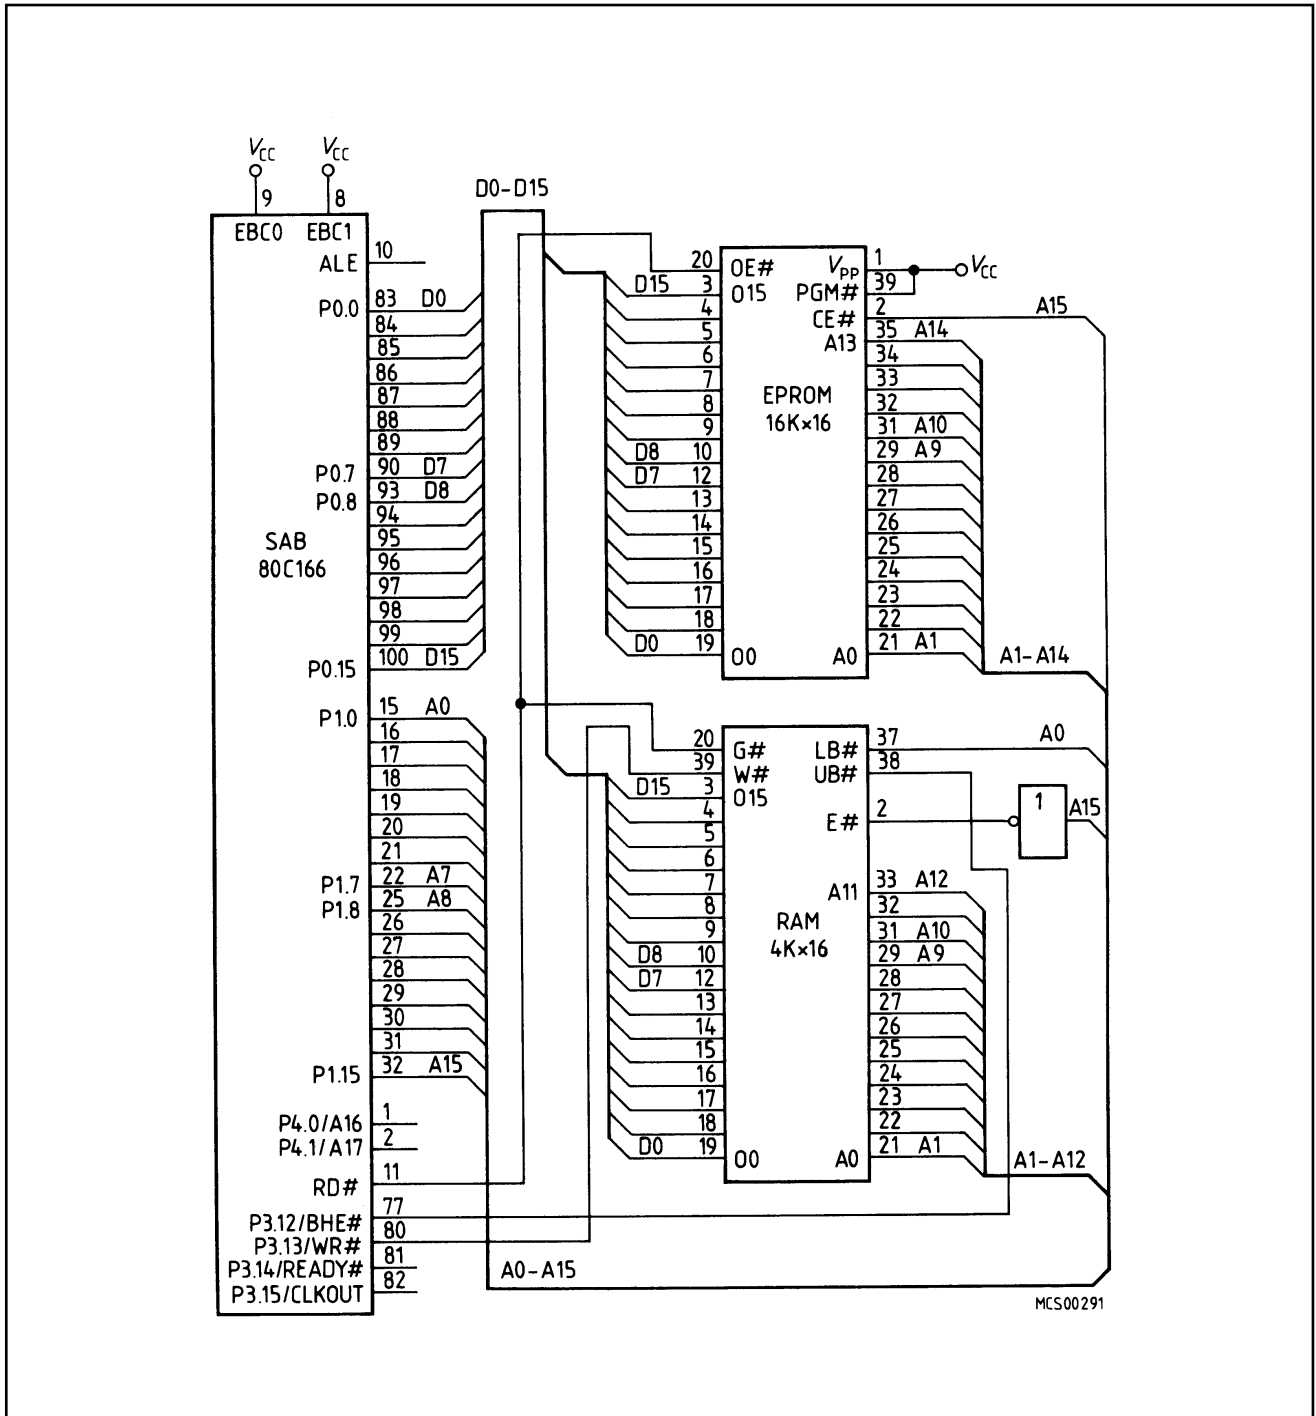 VCC VCC
9 8
D0-D15
EBC0 EBC1
ALE 10
P0.0 83 D0
84
85
86
87
88
89
P0.7 90 D7
P0.8 93 D8
94
95
96
97
98
99
P0.15 100 D15
SAB
80C166
P1.0 15 A0
16
17
18
19
20
21
P1.7 22 A7
P1.8 25 A8
26
27
28
29
30
31
P1.15 32 A15
P4.0/A16 1
P4.1/A17 2
RD# 11
P3.12/BHE# 77
P3.13/WR# 80
P3.14/READY# 81
P3.15/CLKOUT 82
A0-A15
20 OE#
D15 3 O15
4
5
6
7
8
9
D8 10
D7 12
13
14
15
16
17
18
D0 19 O0
EPROM
16K×16
VPP 1 VCC
PGM# 39
CE# 2 A15
A13 35 A14
34
33
32
31 A10
29 A9
28
27
26
25
24
23
22
A0 21 A1
A1-A14
20 G#
39 W#
D15 3 O15
4
5
6
7
8
9
D8 10
D7 12
13
14
15
16
17
18
D0 19 O0
RAM
4K×16
LB# 37 A0
UB# 38
E# 2 1 A15
A11 33 A12
32
31 A10
29 A9
28
27
26
25
24
23
22
A0 21 A1
A1-A12
MCS00291